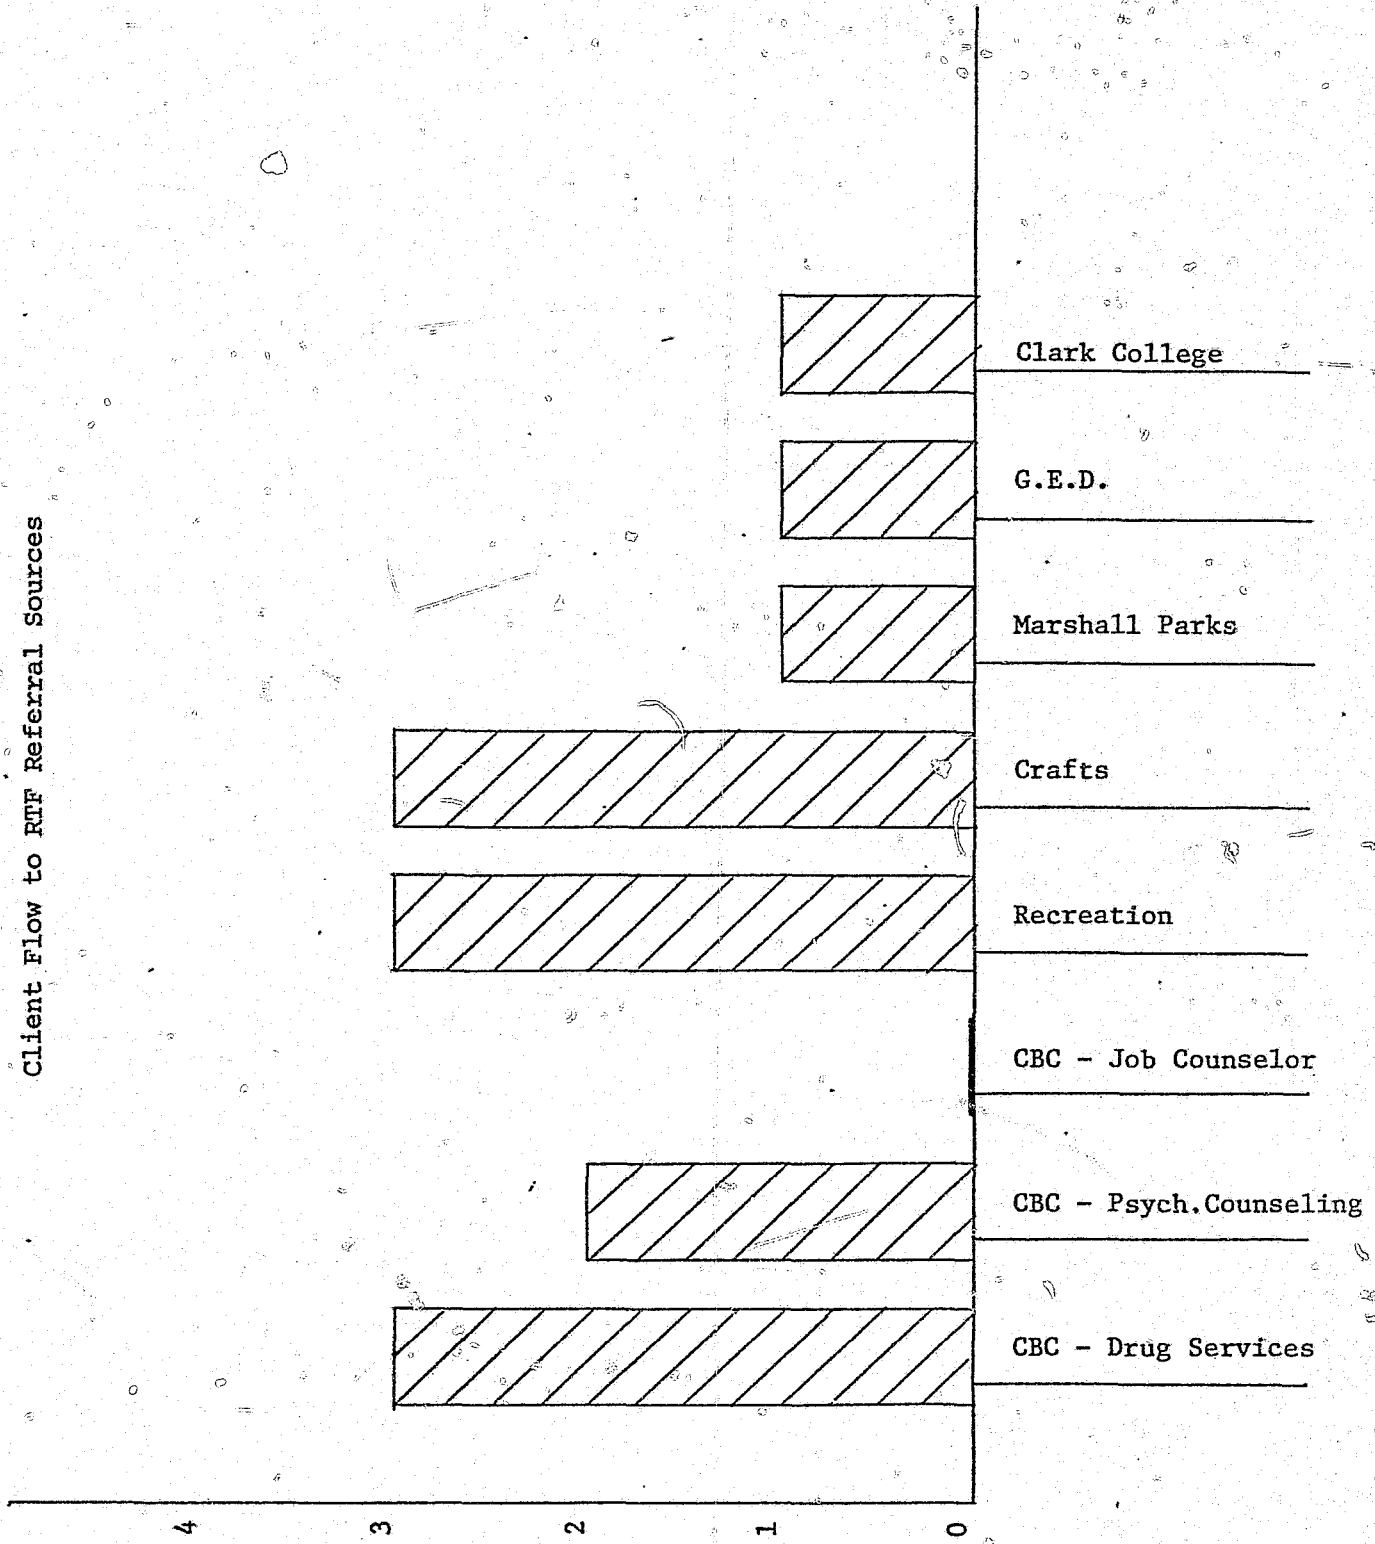 Client Flow to RTF Referral Sources
Clark College
G.E.D.
Marshall Parks
Crafts
Recreation
CBC - Job Counselor
CBC - Psych.Counseling
CBC - Drug Services
4
3
2
1
0